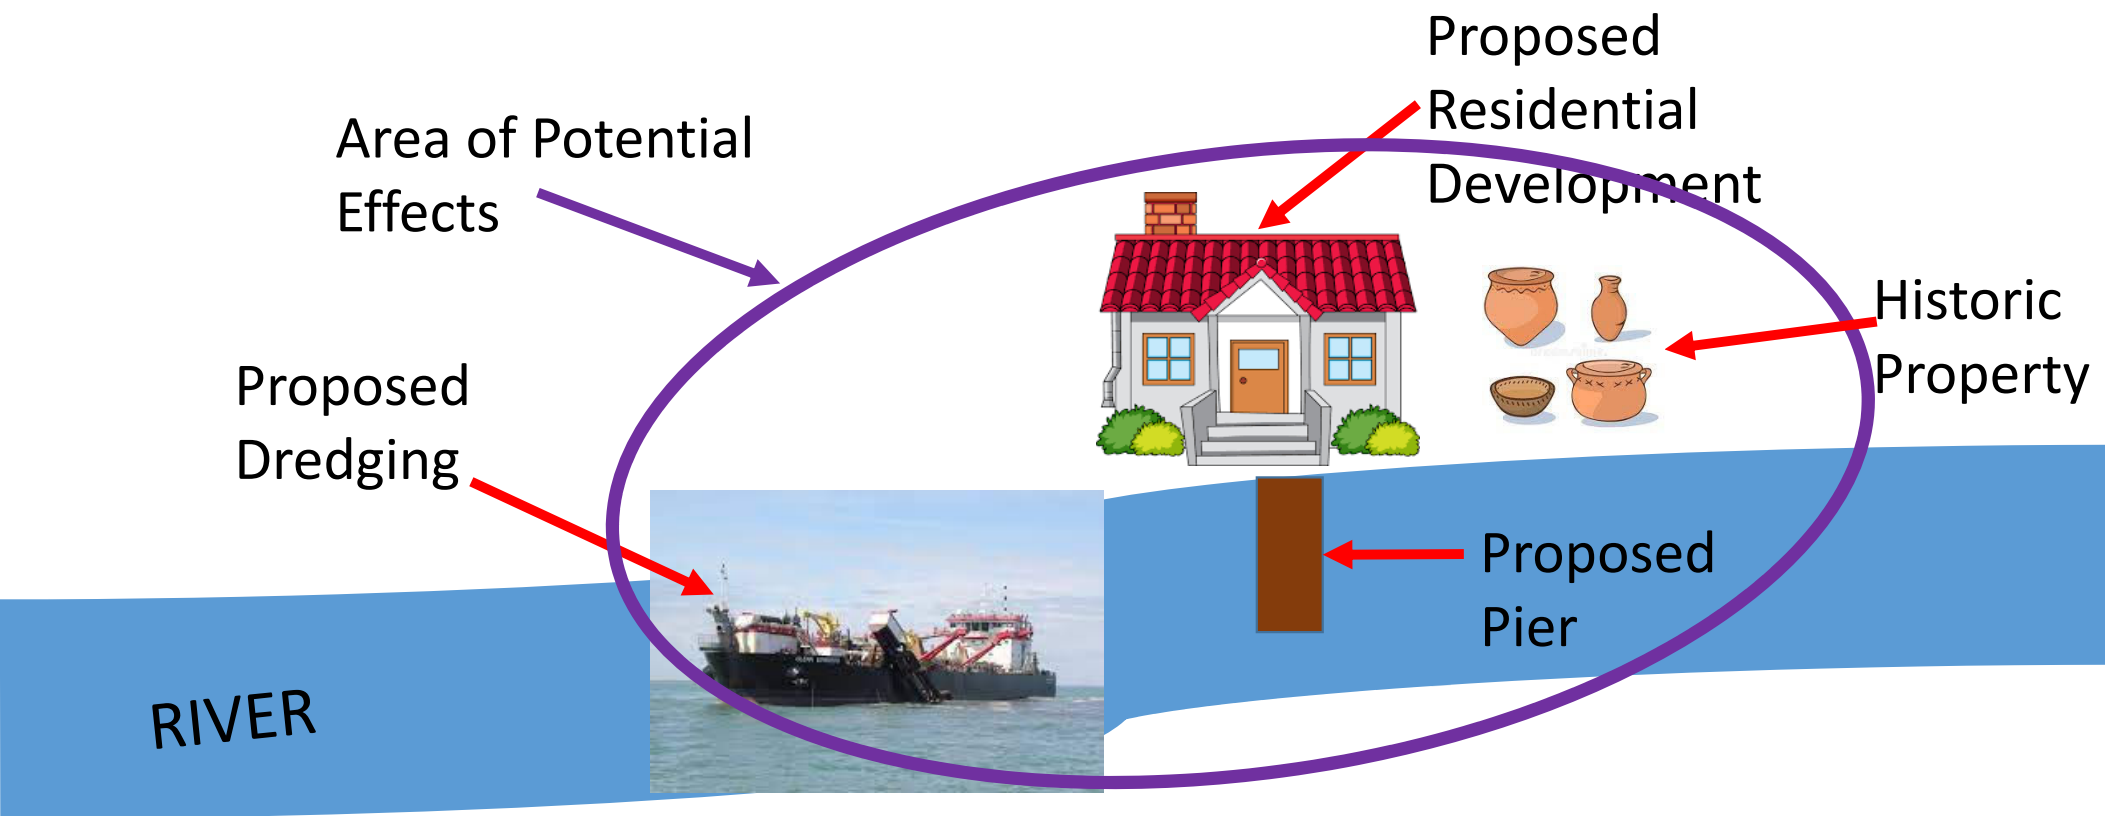 Proposed
Residential
Development
Area of Potential
Effects
Historic
Property
Proposed
Dredging
Proposed
Pier
RIVER